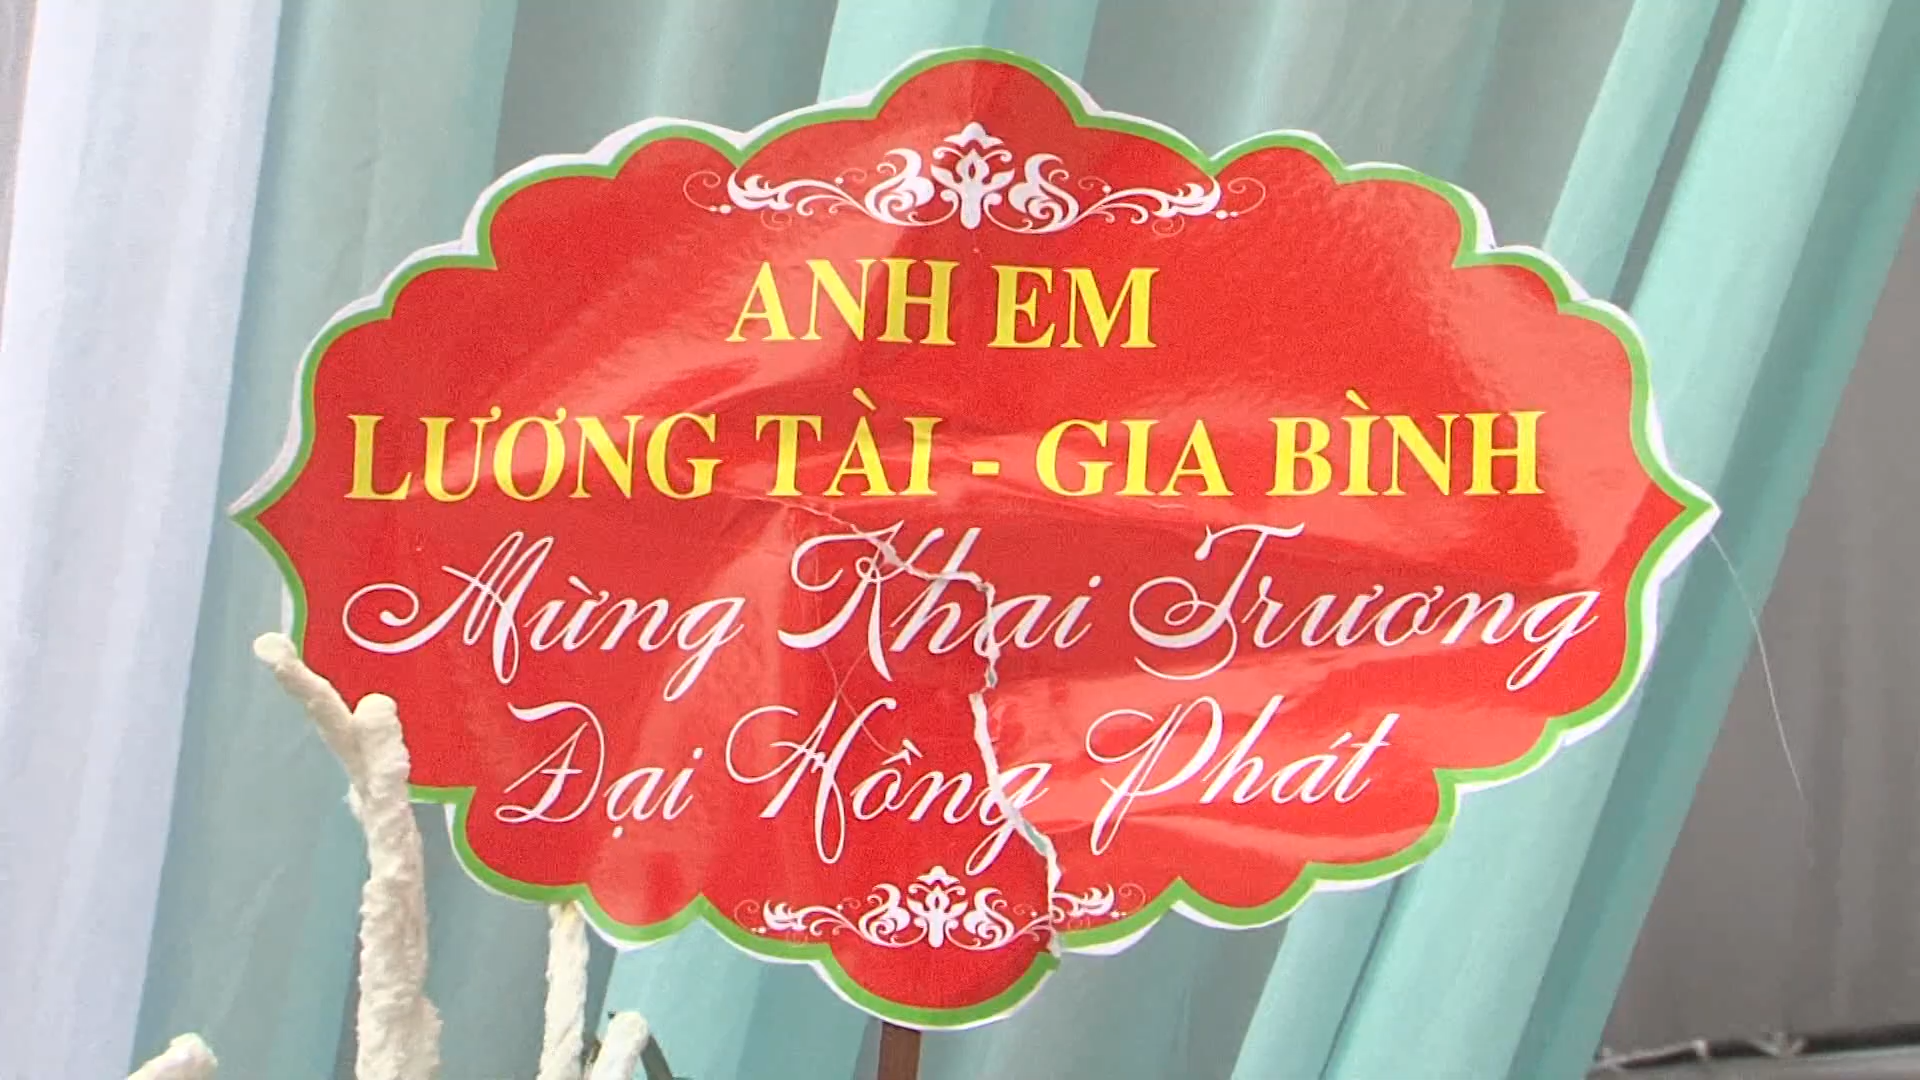 ANH EM
LƯƠNG TÀI - GIA BÌNH
Mừng Khai Trương
Đại Hồng Phát